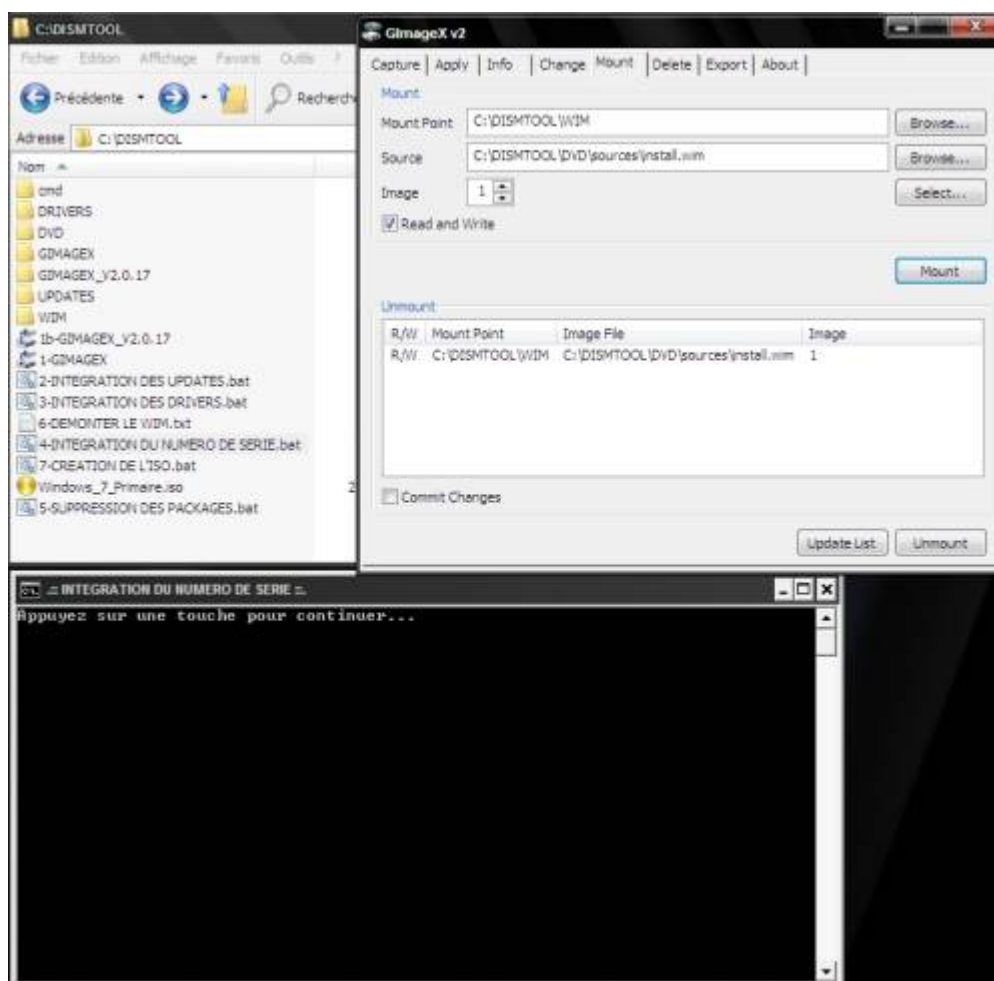 C:\DISMTOOL
Fichier Edition Affichage Favoris Outils ?
Précédente Recherch
Adresse C:\DISMTOOL
Nom
cmd
DRIVERS
DVD
GIMAGEX
GIMAGEX_V2.0.17
UPDATES
WIM
1b-GIMAGEX_V2.0.17
1-GIMAGEX
2-INTEGRATION DES UPDATES.bat
3-INTEGRATION DES DRIVERS.bat
6-DEMONTER LE WIM.txt
4-INTEGRATION DU NUMERO DE SERIE.bat
7-CREATION DE L'ISO.bat
Windows_7_Primaire.iso 2
5-SUPPRESSION DES PACKAGES.bat
GImageX v2
Capture Apply Info Change Mount Delete Export About
Mount
Mount Point C:\DISMTOOL\WIM Browse...
Source C:\DISMTOOL\DVD\sources\install.wim Browse...
Image 1 Select...
Read and Write
Mount
Unmount
R/W Mount Point Image File Image
R/W C:\DISMTOOL\WIM C:\DISMTOOL\DVD\sources\install.wim 1
Commit Changes
Update List Unmount
.:: INTEGRATION DU NUMERO DE SERIE ::.
Appuyez sur une touche pour continuer...